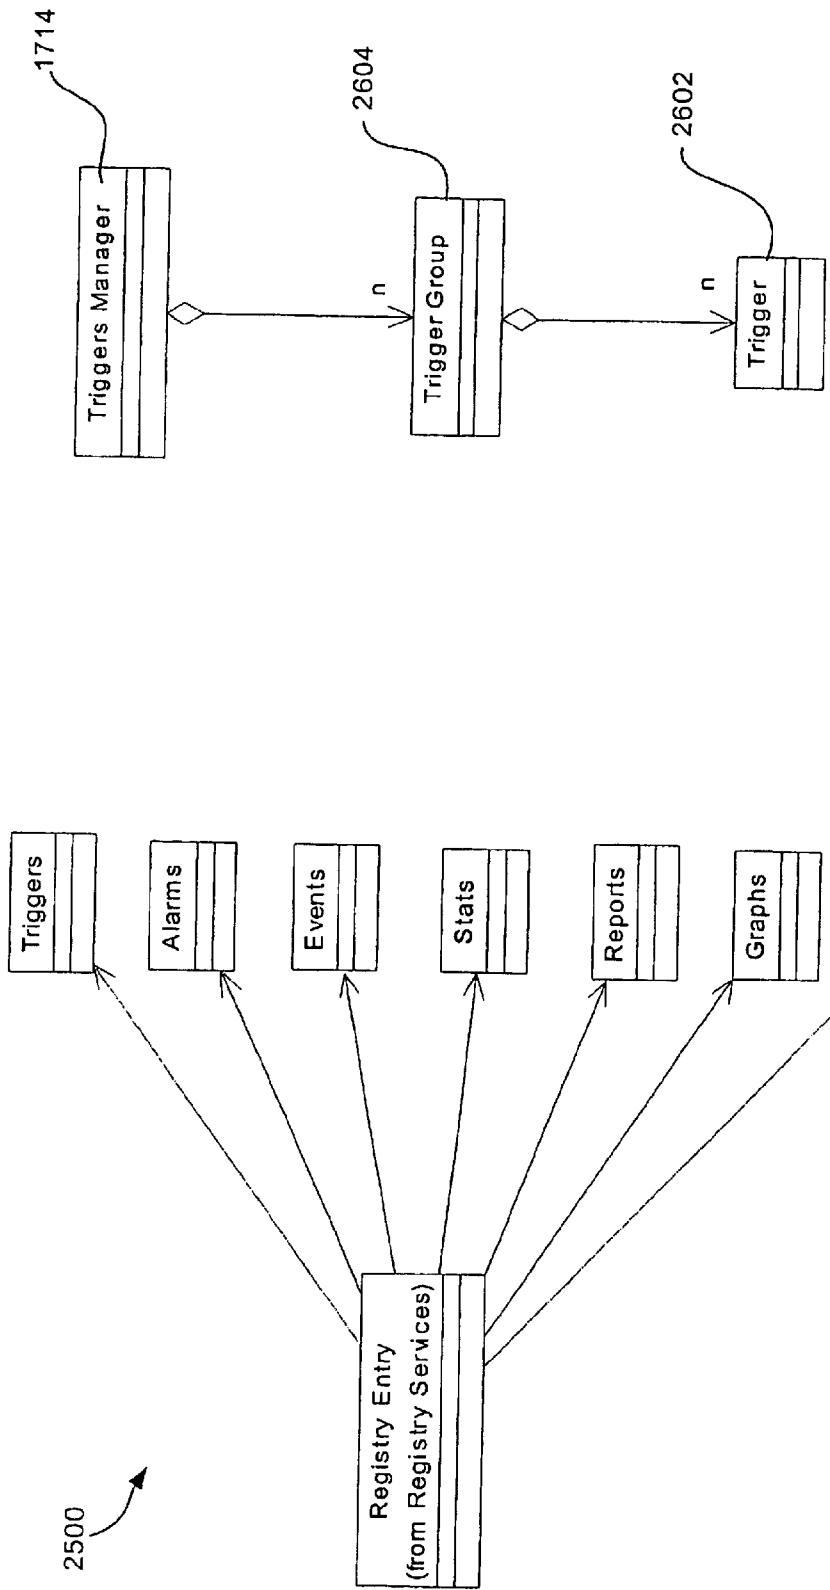 2500
Registry Entry
(from Registry Services)
Triggers
Alarms
Events
Stats
Reports
Graphs
Triggers Manager
1714
n
Trigger Group
2604
n
Trigger
2602